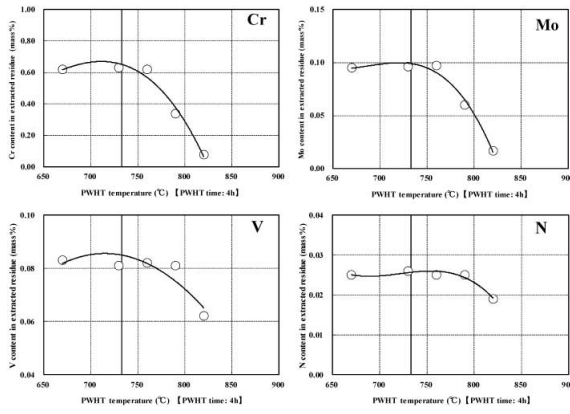 Cr
Cr content in extracted residue (mass%)
1.00
0.80
0.60
0.40
0.20
0.00
650 700 750 800 850 900
PWHT temperature (℃) 【PWHT time: 4h】
Mo
Mo content in extracted residue (mass%)
0.15
0.10
0.05
0.00
650 700 750 800 850 900
PWHT temperature (℃) 【PWHT time: 4h】
V
V content in extracted residue (mass%)
0.10
0.08
0.06
0.04
650 700 750 800 850 900
PWHT temperature (℃) 【PWHT time: 4h】
N
N content in extracted residue (mass%)
0.04
0.03
0.02
0.01
0.00
650 700 750 800 850 900
PWHT temperature (℃) 【PWHT time: 4h】